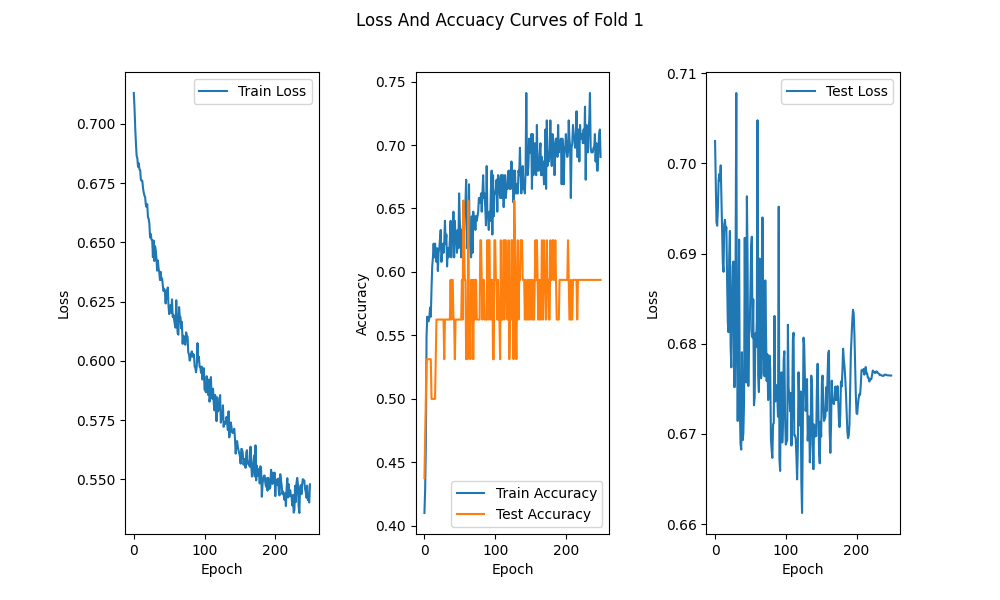 Loss And Accuacy Curves of Fold 1
Train Loss
0.700
0.675
0.650
0.625
0.600
0.575
0.550
Loss
0 100 200
Epoch
0.75
0.70
0.65
0.60
0.55
0.50
0.45
0.40
Accuracy
Train Accuracy
Test Accuracy
0 100 200
Epoch
Test Loss
0.71
0.70
0.69
0.68
0.67
0.66
Loss
0 100 200
Epoch